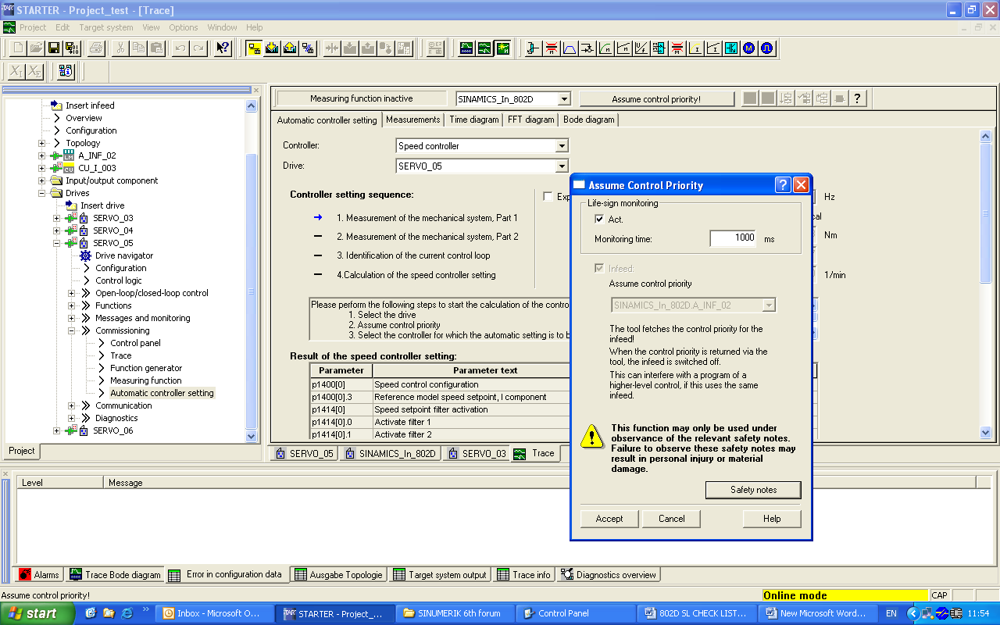 STARTER - Project_test - [Trace]
Project Edit Target system View Options Window Help
Measuring function inactive
SINAMICS_In_802D
Assume control priority!
?
Insert infeed
Overview
Configuration
Topology
A_INF_02
CU_I_003
Input/output component
Drives
Insert drive
SERVO_03
SERVO_04
SERVO_05
Drive navigator
Configuration
Control logic
Open-loop/closed-loop control
Functions
Messages and monitoring
Commissioning
Control panel
Trace
Function generator
Measuring function
Automatic controller setting
Communication
Diagnostics
SERVO_06
Project
Automatic controller setting Measurements Time diagram FFT diagram Bode diagram
Controller: Speed controller
Drive: SERVO_05
Controller setting sequence:
Exp
Hz
1. Measurement of the mechanical system, Part 1
cal
2. Measurement of the mechanical system, Part 2
Nm
3. Identification of the current control loop
4.Calculation of the speed controller setting
1/min
Please perform the following steps to start the calculation of the contro
1. Select the drive
2. Assume control priority
3. Select the controller for which the automatic setting is to b
Result of the speed controller setting:
Parameter Parameter text
p1400[0] Speed control configuration
p1400[0].3 Reference model speed setpoint, I component
p1414[0] Speed setpoint filter activation
p1414[0].0 Activate filter 1
p1414[0].1 Activate filter 2
SERVO_05 SINAMICS_In_802D SERVO_03 Trace
Assume Control Priority
Life-sign monitoring
Act.
Monitoring time: 1000 ms
Infeed:
Assume control priority
SINAMICS_In_802D.A_INF_02
The tool fetches the control priority for the
infeed!
When the control priority is returned via the
tool, the infeed is switched off.
This can interfere with a program of a
higher-level control, if this uses the same
infeed.
This function may only be used under
observance of the relevant safety notes.
Failure to observe these safety notes may
result in personal injury or material
damage.
Safety notes
Accept Cancel Help
Level Message
Alarms Trace Bode diagram Error in configuration data Ausgabe Topologie Target system output Trace info Diagnostics overview
Assume control priority!
Online mode
CAP
start
Inbox - Microsoft O...
STARTER - Project_...
SINUMERIK 6th forum
Control Panel
802D SL CHECK LIST...
New Microsoft Word...
EN
11:54